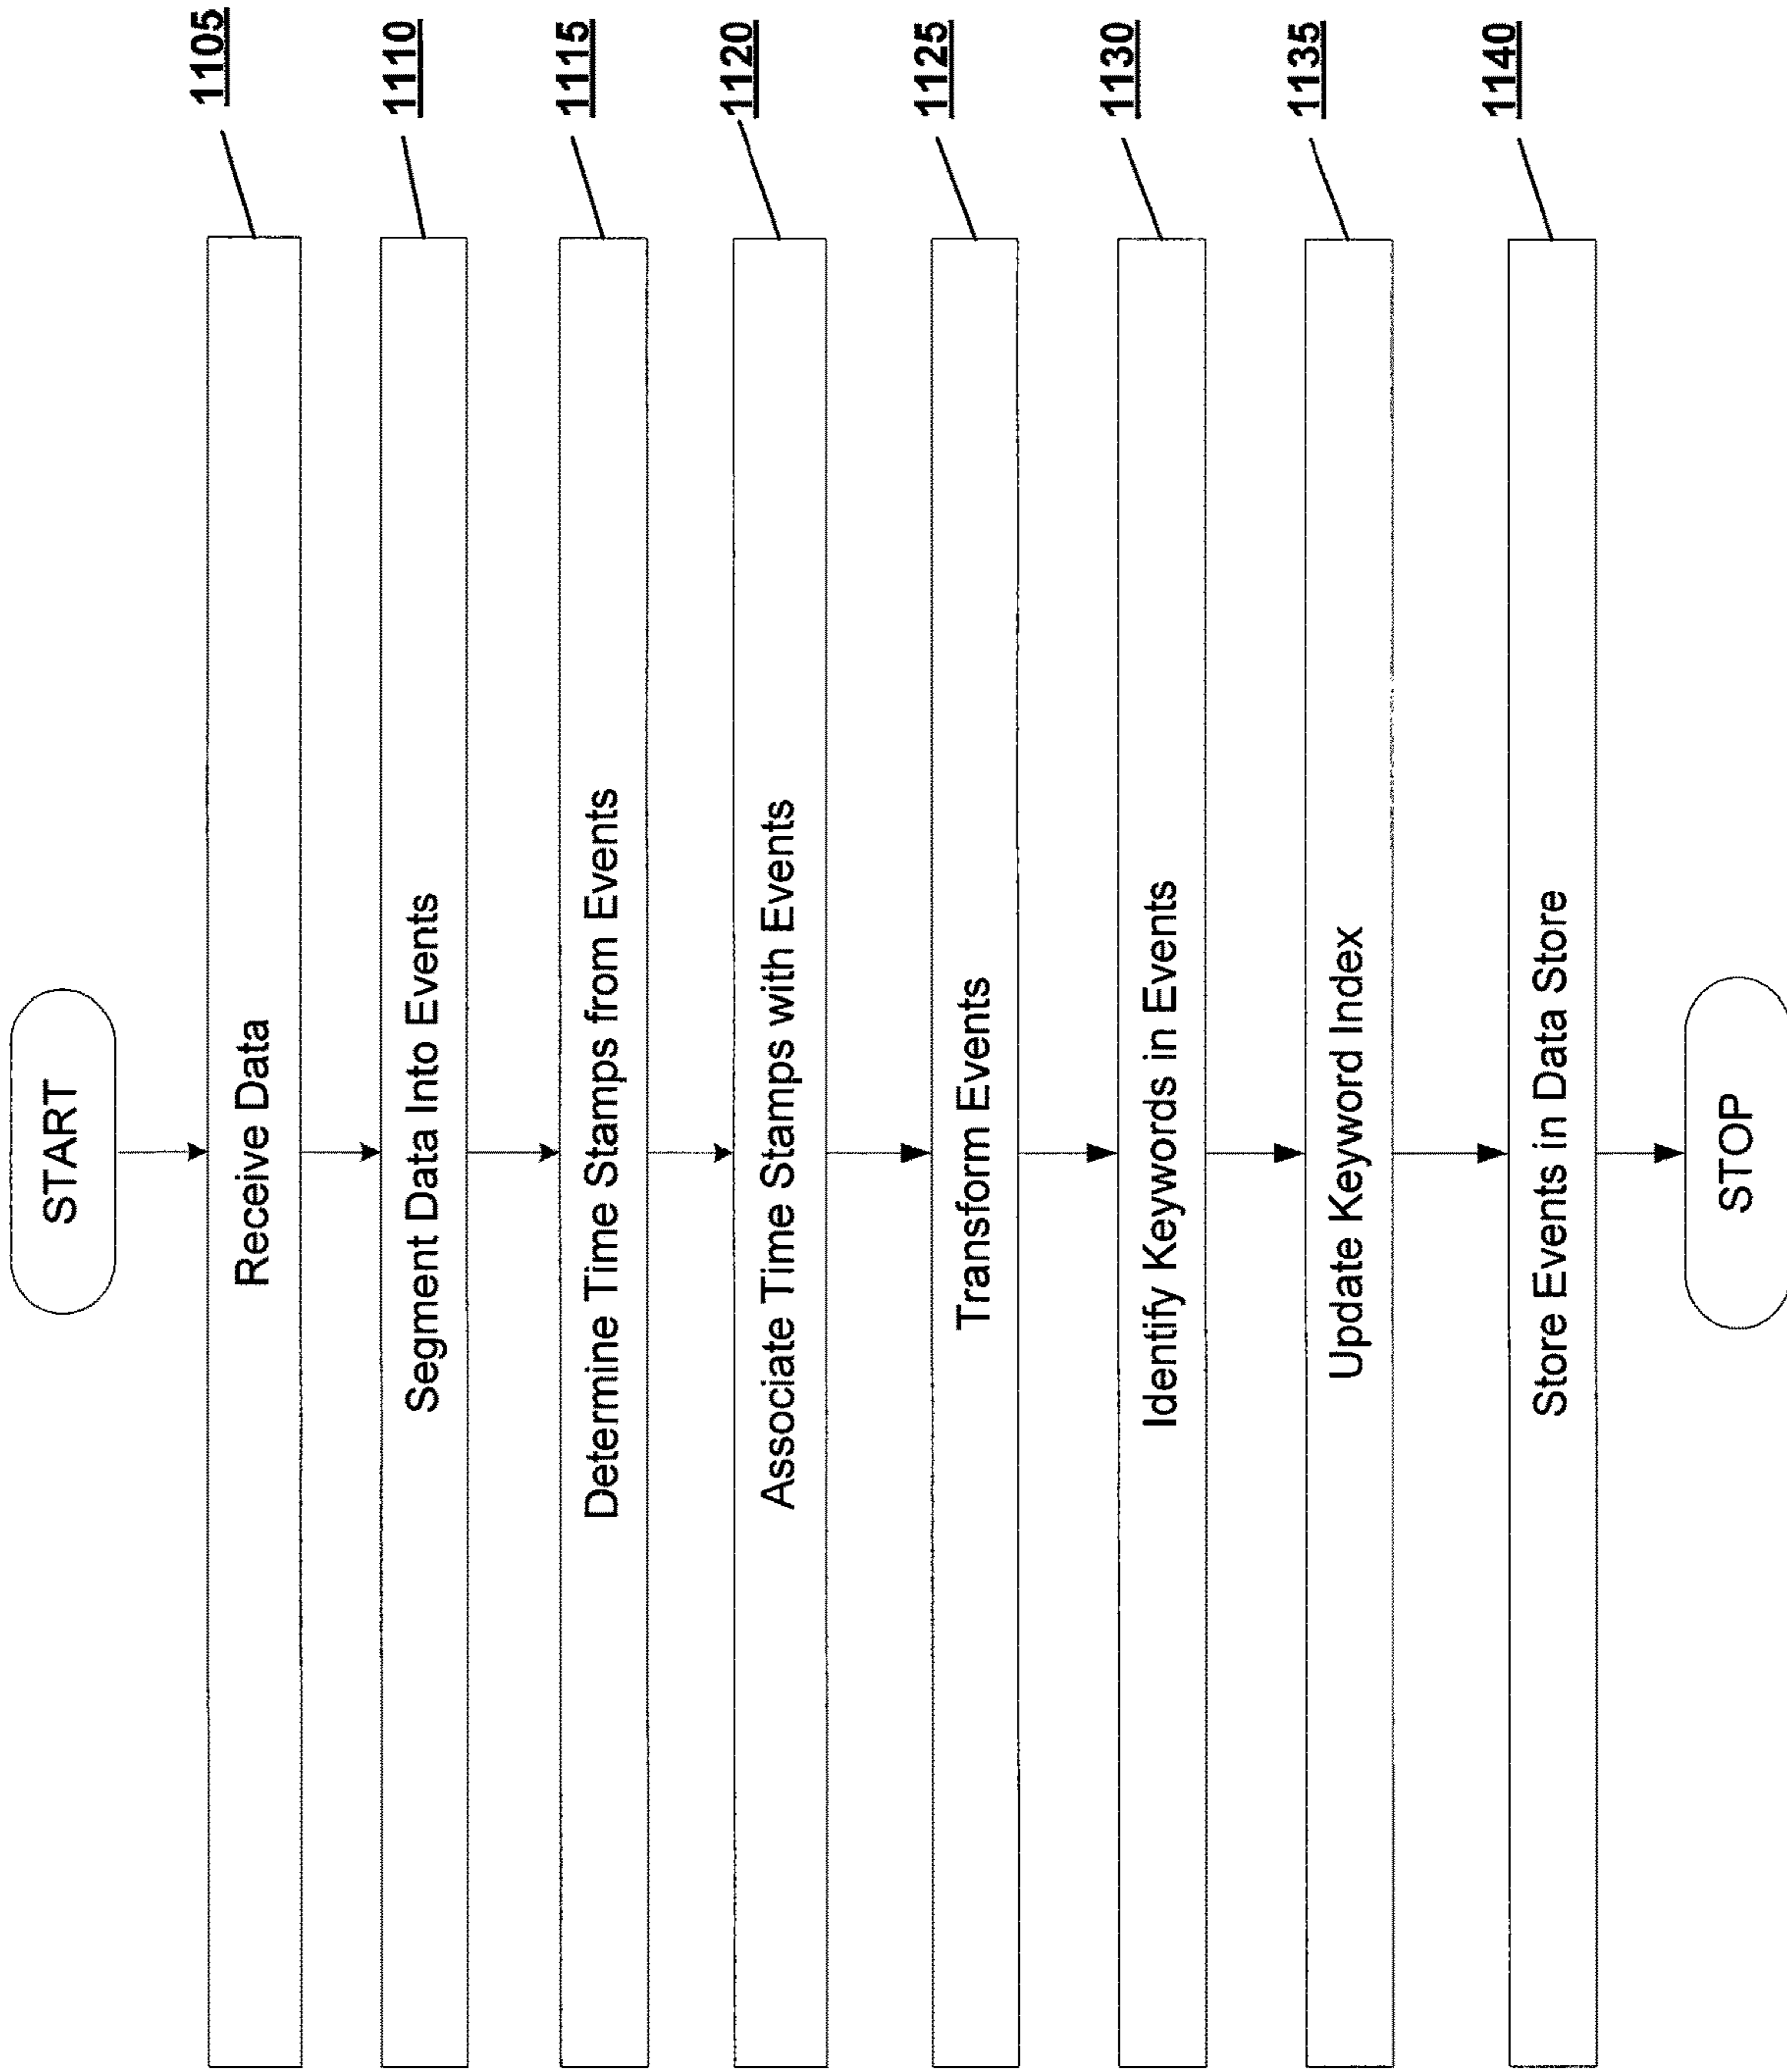 START
Receive Data
1105
Segment Data Into Events
1110
Determine Time Stamps from Events
1115
Associate Time Stamps with Events
1120
Transform Events
1125
Identify Keywords in Events
1130
Update Keyword Index
1135
Store Events in Data Store
1140
STOP